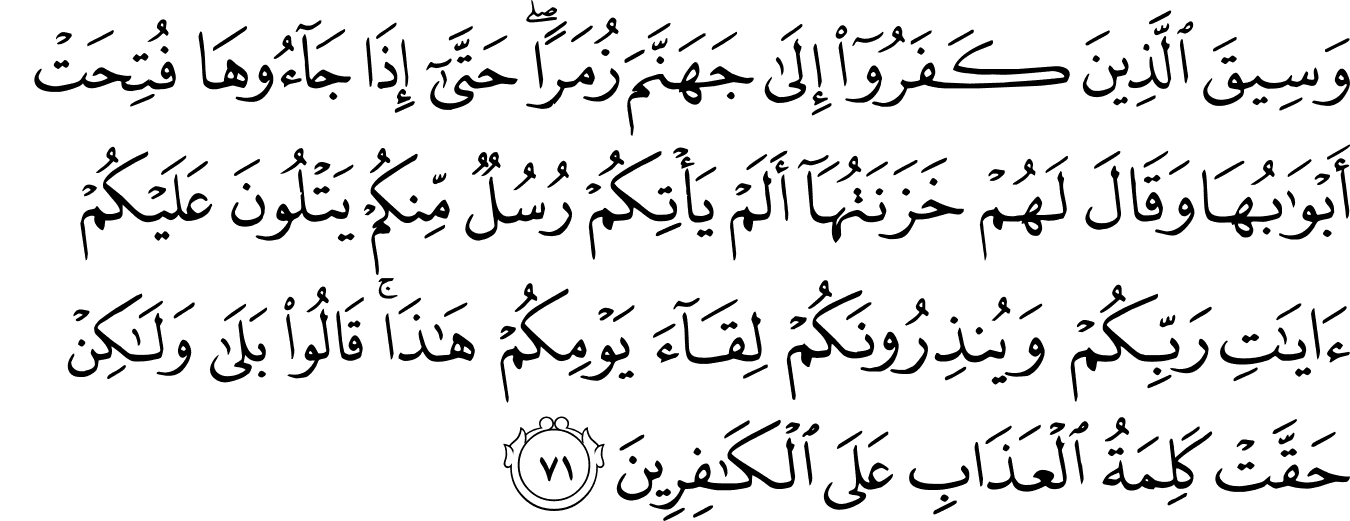 وَسِيقَ ٱلَّذِينَ كَفَرُوٓا۟ إِلَىٰ جَهَنَّمَ زُمَرًا ۖ حَتَّىٰٓ إِذَا جَآءُوهَا فُتِحَتْ
أَبْوَٰبُهَا وَقَالَ لَهُمْ خَزَنَتُهَآ أَلَمْ يَأْتِكُمْ رُسُلٌ مِّنكُمْ يَتْلُونَ عَلَيْكُمْ
ءَايَٰتِ رَبِّكُمْ وَيُنذِرُونَكُمْ لِقَآءَ يَوْمِكُمْ هَٰذَا ۚ قَالُوا۟ بَلَىٰ وَلَٰكِنْ
حَقَّتْ كَلِمَةُ ٱلْعَذَابِ عَلَى ٱلْكَٰفِرِينَ ٧١